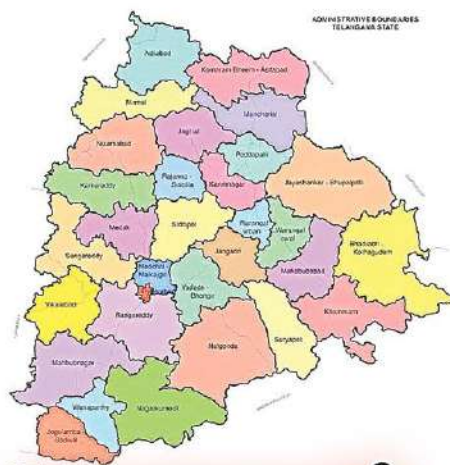 ADMINISTRATIVE BOUNDARIES
TELANGANA STATE
Adilabad
Komram Bheem - Asifabad
Nirmal
Mancherial
Nizamabad
Jagtial
Peddapalli
Rajanna -
Sircilla
Karimnagar
Jayashankar - Bhupalpalli
Kamareddy
Medak
Siddipet
Warangal
urban
Warangal
rural
Bhadradri -
Kothagudem
Sangareddy
Jangaon
Mahabubabad
Medchal -
Malkajgiri
Yadadri -
Bhongir
Vikarabad
Rangareddy
Khammam
Nalgonda
Suryapet
Mahbubnagar
Wanaparthy
Nagarkurnool
Jogulamba -
Gadwal